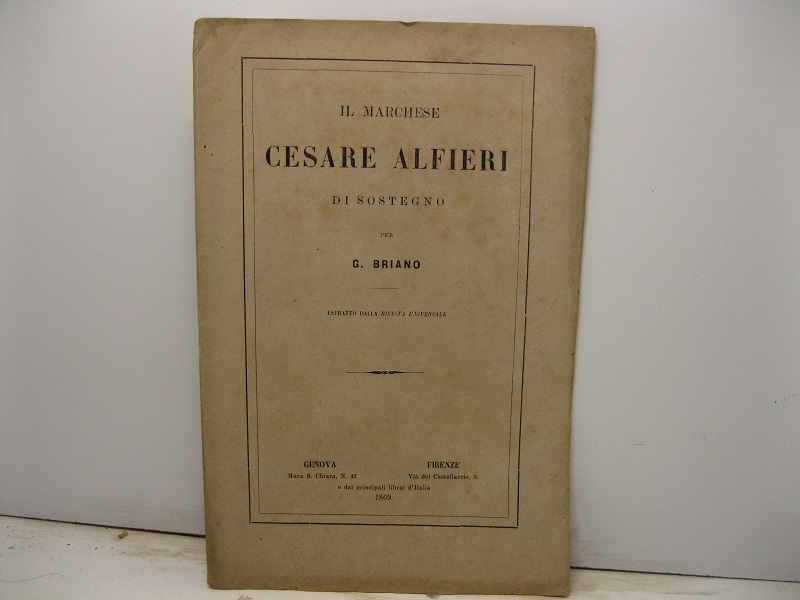 IL MARCHESE
CESARE ALFIERI
DI SOSTEGNO
PER
G. BRIANO
ESTRATTO DALLA RIVISTA UNIVERSALE
GENOVA
Mura S. Chiara, N. 42
FIRENZE
Via del Castellaccio, 8.
e dai principali librai d'Italia
1869.